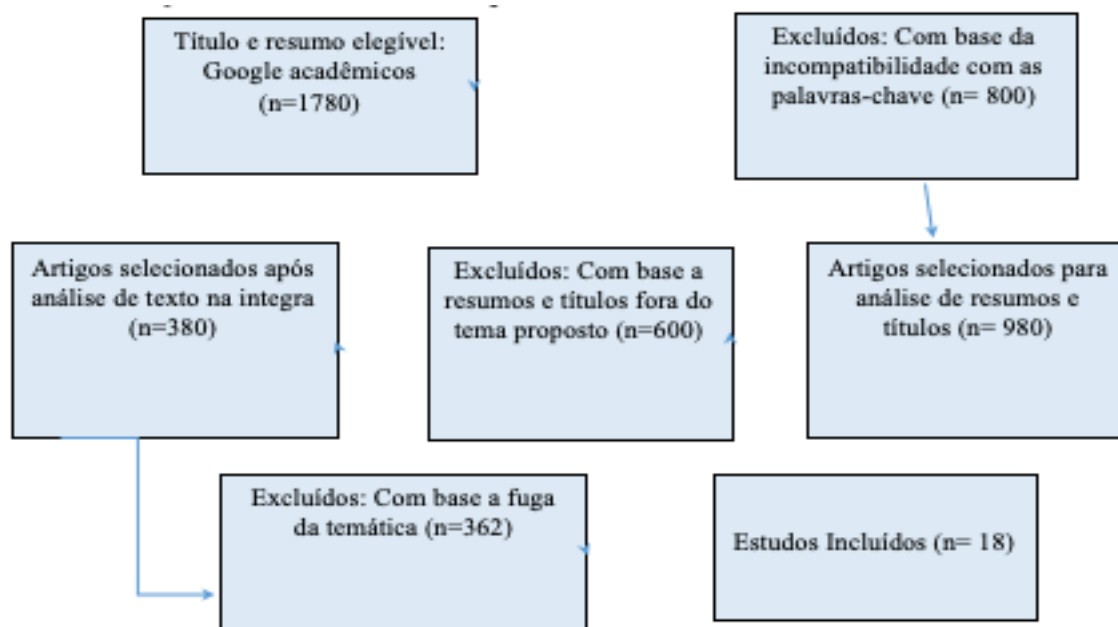 Título e resumo elegível:
Google acadêmicos
(n=1780)
Excluídos: Com base da
incompatibilidade com as
palavras-chave (n= 800)
Artigos selecionados após
análise de texto na integra
(n=380)
Excluídos: Com base a
resumos e títulos fora do
tema proposto (n=600)
Artigos selecionados para
análise de resumos e
títulos (n= 980)
Excluídos: Com base a fuga
da temática (n=362)
Estudos Incluídos (n= 18)